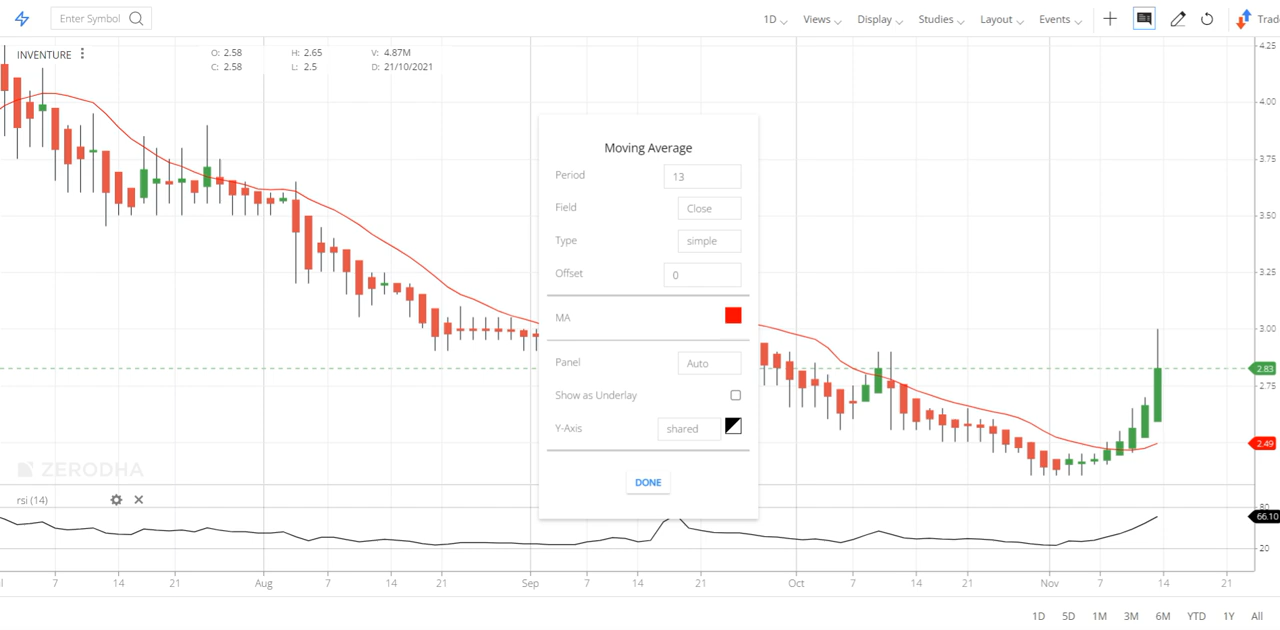 Enter Symbol 1D Views Display Studies Layout Events Trad
INVENTURE O: 2.58 H: 2.65 V: 4.87M
C: 2.58 L: 2.5 D: 21/10/2021
4.25
4.00
3.75
3.50
3.25
3.00
2.83
2.75
2.49
Moving Average
Period 13
Field Close
Type simple
Offset 0
MA
Panel Auto
Show as Underlay
Y-Axis shared
DONE
ZERODHA
rsi (14)
80
66.10
20
7 14 21 Aug 7 14 21 Sep 7 14 21 Oct 7 14 21 Nov 7 14 21
1D 5D 1M 3M 6M YTD 1Y All